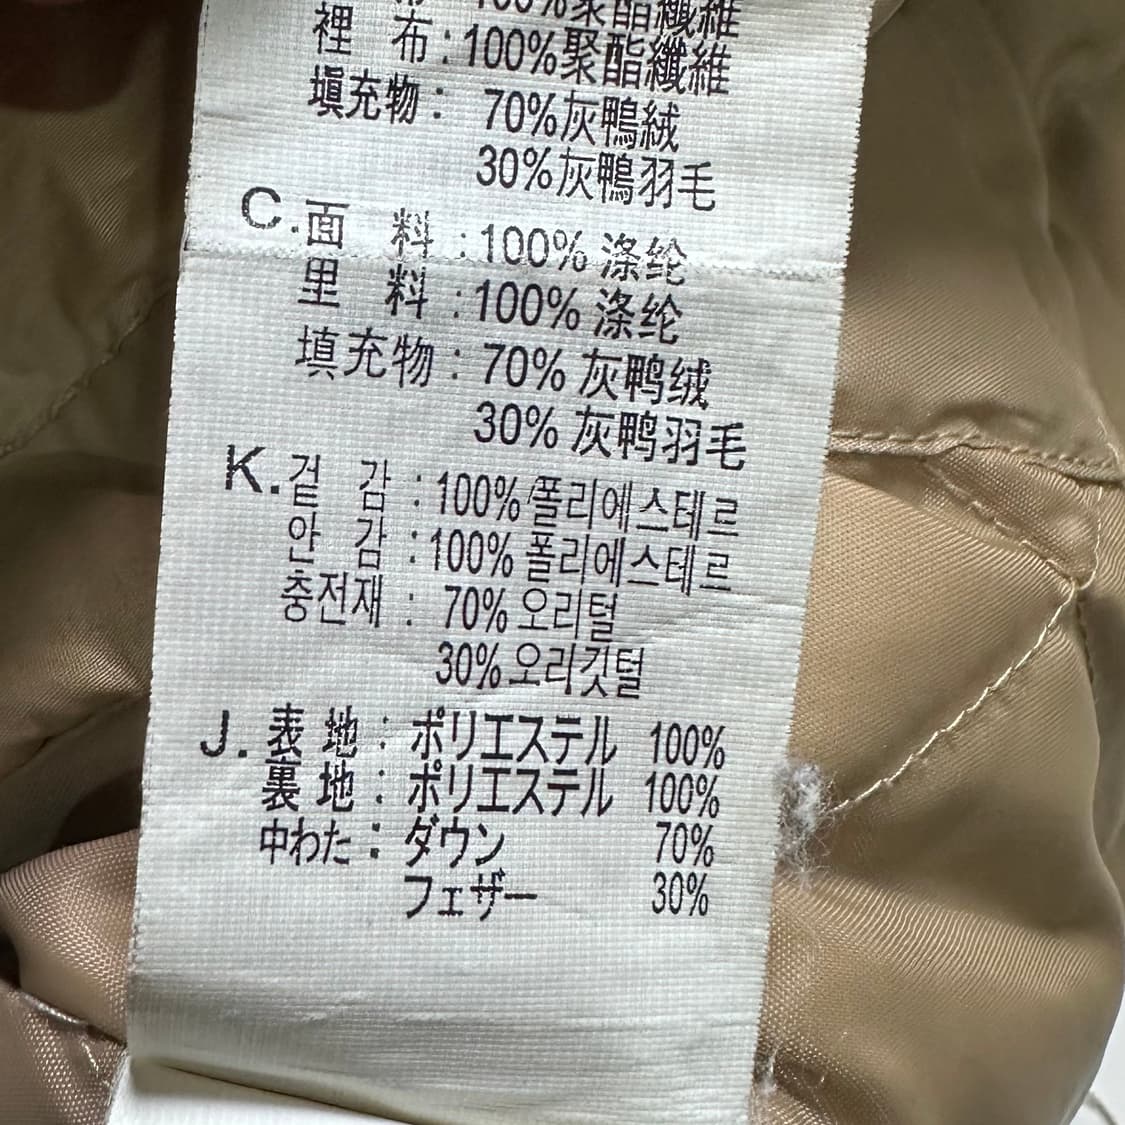 100%聚酯纖維
裡 布:100%聚酯纖維
填充物: 70%灰鴨絨
30%灰鴨羽毛
C.面 料:100% 涤纶
里 料:100% 涤纶
填充物: 70% 灰鸭绒
30% 灰鸭羽毛
K.겉 감:100%폴리에스테르
안 감:100%폴리에스테르
충전재: 70%오리털
30%오리깃털
J.表 地:ポリエステル 100%
裏 地:ポリエステル 100%
中わた:ダウン 70%
フェザー 30%